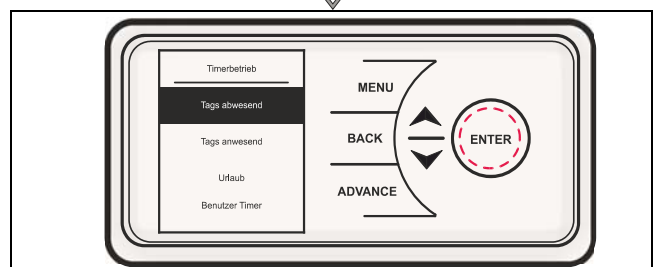 Timerbetrieb
Tags abwesend
Tags anwesend
Urlaub
Benutzer Timer
MENU
BACK
ADVANCE
ENTER